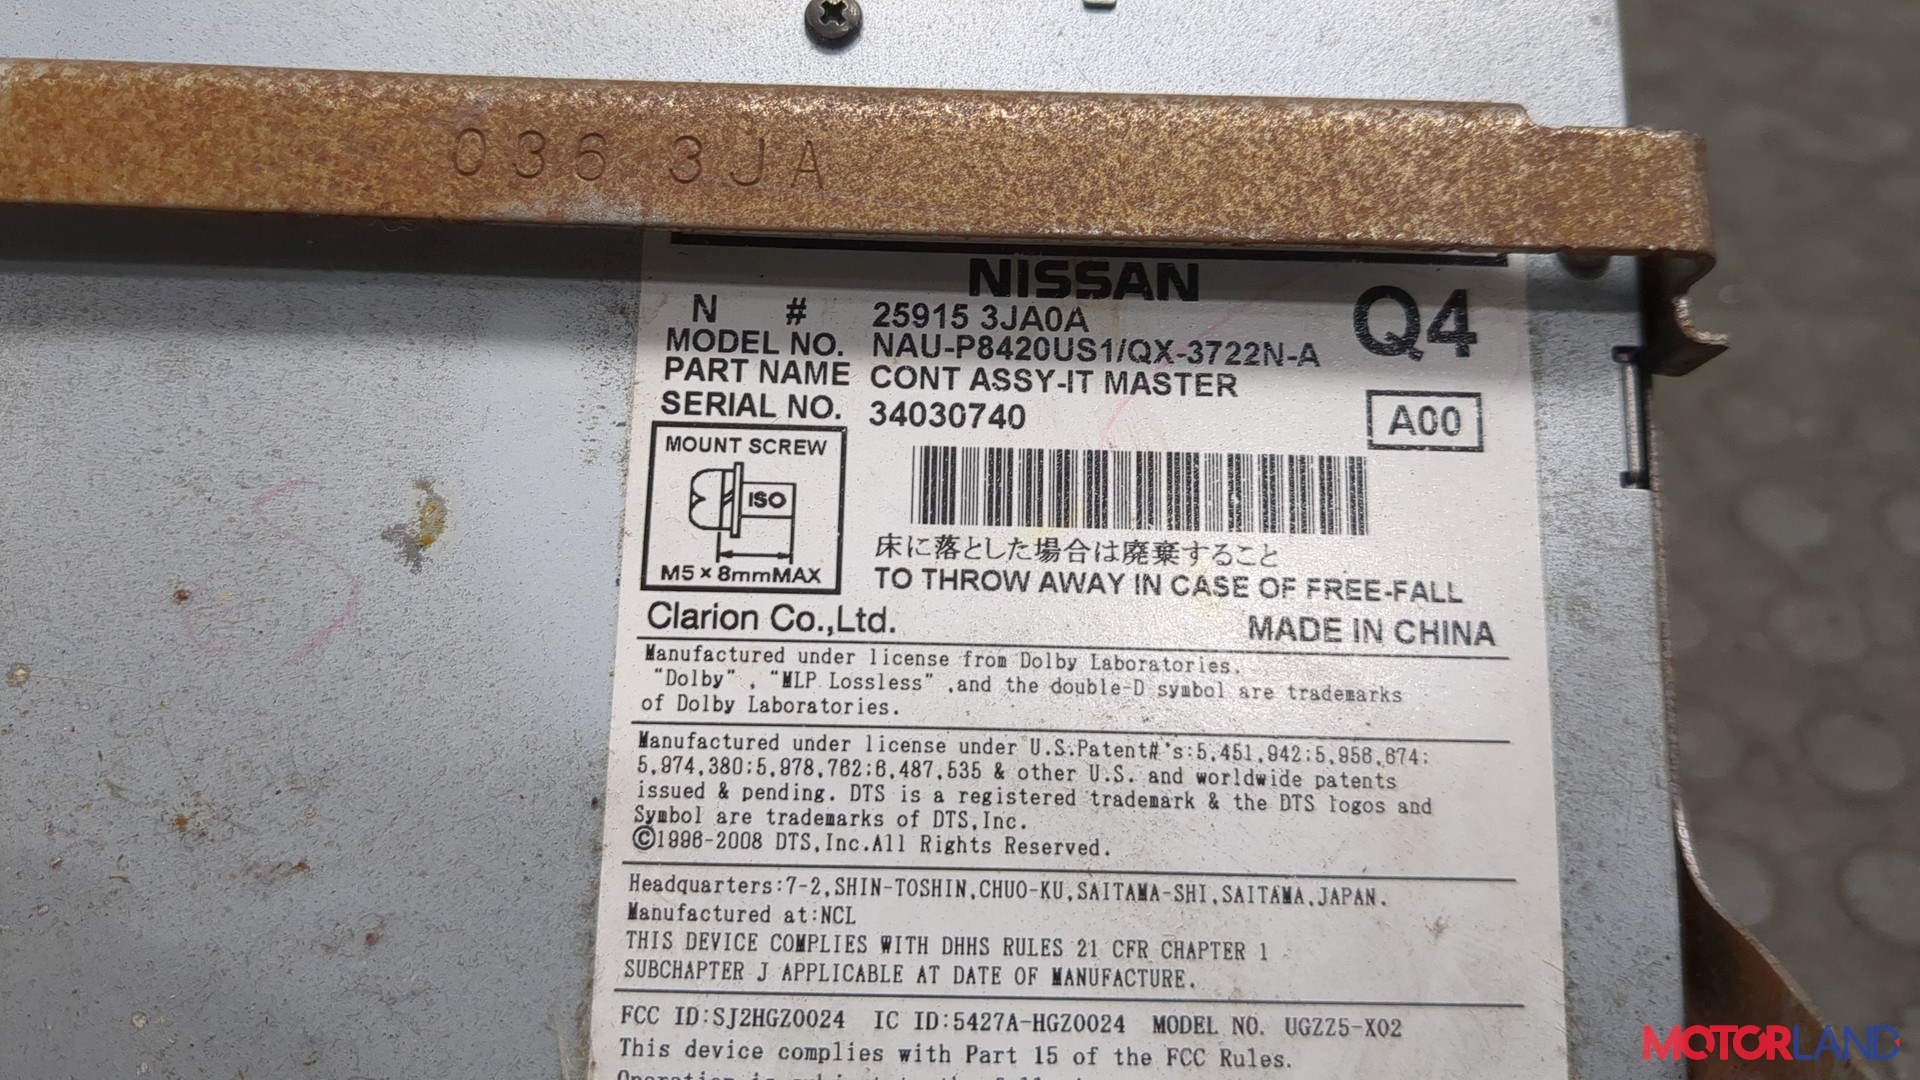 036 3JA
NISSAN
N # 25915 3JA0A
Q4
MODEL NO. NAU-P8420US1/QX-3722N-A
PART NAME CONT ASSY-IT MASTER
SERIAL NO. 34030740
A00
MOUNT SCREW
ISO
M5×8mmMAX
床に落とした場合は廃棄すること
TO THROW AWAY IN CASE OF FREE-FALL
Clarion Co.,Ltd.
MADE IN CHINA
Manufactured under license from Dolby Laboratories.
"Dolby", "MLP Lossless" ,and the double-D symbol are trademarks
of Dolby Laboratories.
Manufactured under license under U.S.Patent#'s:5,451,942;5,956,674;
5,974,380;5,978,762;6,487,535 & other U.S. and worldwide patents
issued & pending. DTS is a registered trademark & the DTS logos and
Symbol are trademarks of DTS,Inc.
©1996-2008 DTS,Inc.All Rights Reserved.
Headquarters:7-2,SHIN-TOSHIN,CHUO-KU,SAITAMA-SHI,SAITAMA,JAPAN.
Manufactured at:NCL
THIS DEVICE COMPLIES WITH DHHS RULES 21 CFR CHAPTER 1
SUBCHAPTER J APPLICABLE AT DATE OF MANUFACTURE.
FCC ID:SJ2HGZ0024 IC ID:5427A-HGZ0024 MODEL NO. UGZZ5-X02
This device complies with Part 15 of the FCC Rules.
MOTORLAND